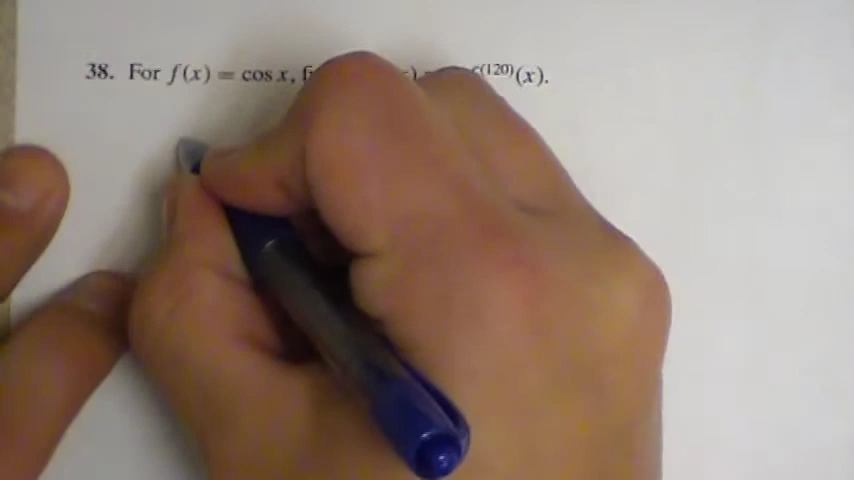 38. For f(x) = cos x, (120)(x).